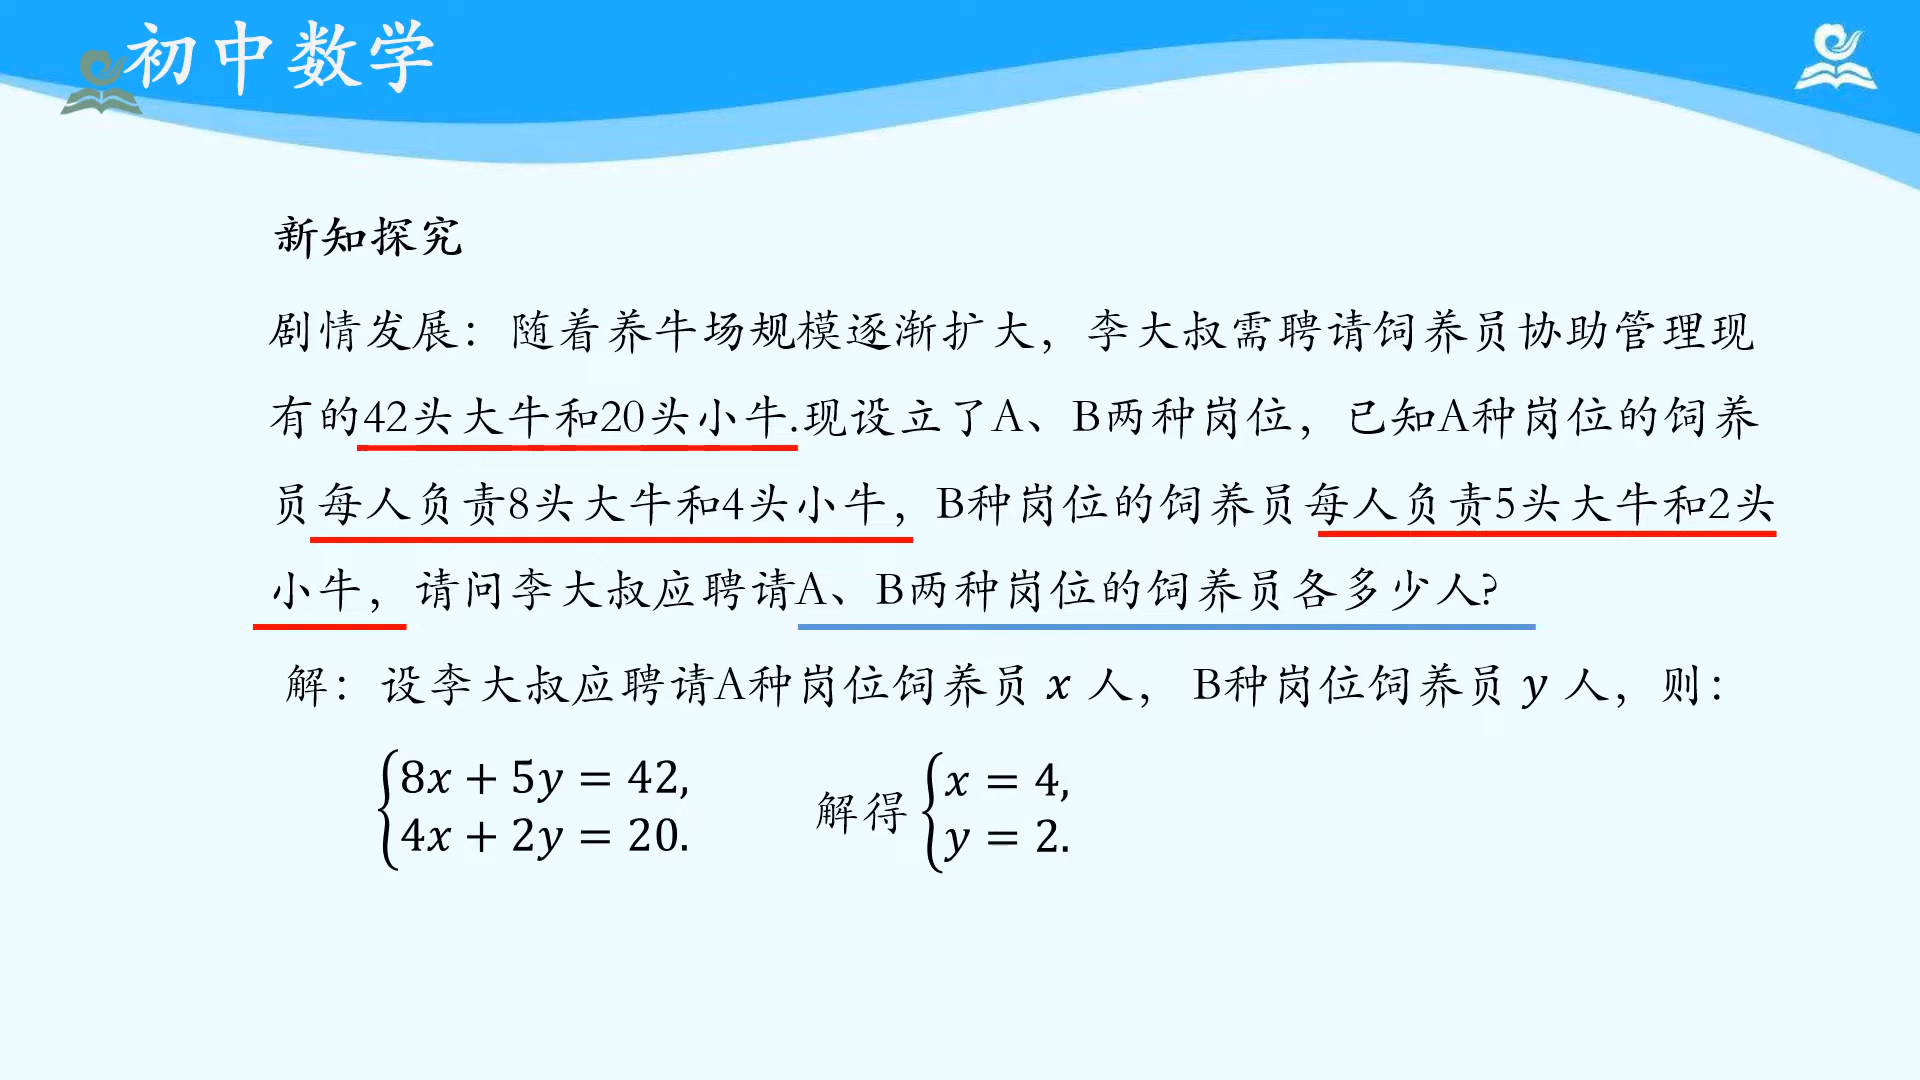 初中数学
新知探究
剧情发展：随着养牛场规模逐渐扩大，李大叔需聘请饲养员协助管理现
有的42头大牛和20头小牛.现设立了A、B两种岗位，已知A种岗位的饲养
员每人负责8头大牛和4头小牛，B种岗位的饲养员每人负责5头大牛和2头
小牛，请问李大叔应聘请A、B两种岗位的饲养员各多少人?
解：设李大叔应聘请A种岗位饲养员 x 人， B种岗位饲养员 y 人，则：
8x + 5y = 42,
4x + 2y = 20.
解得
x = 4,
y = 2.